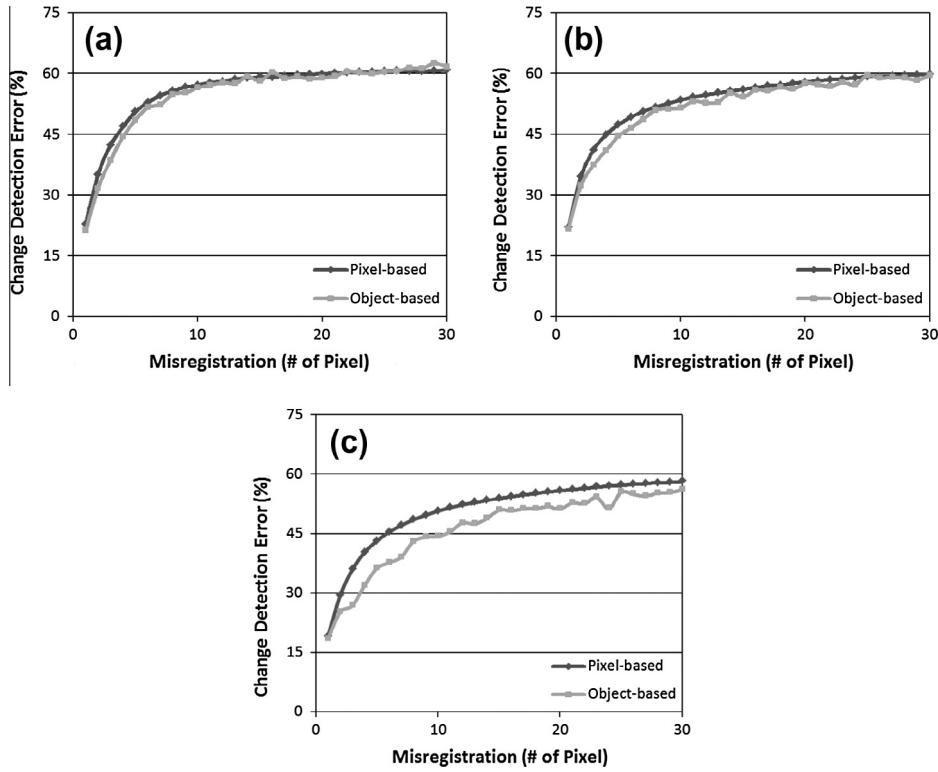 (a)
Change Detection Error (%)
75
60
45
30
15
0
Pixel-based
Object-based
0 10 20 30
Misregistration (# of Pixel)
(b)
Change Detection Error (%)
75
60
45
30
15
0
Pixel-based
Object-based
0 10 20 30
Misregistration (# of Pixel)
(c)
Change Detection Error (%)
75
60
45
30
15
0
Pixel-based
Object-based
0 10 20 30
Misregistration (# of Pixel)